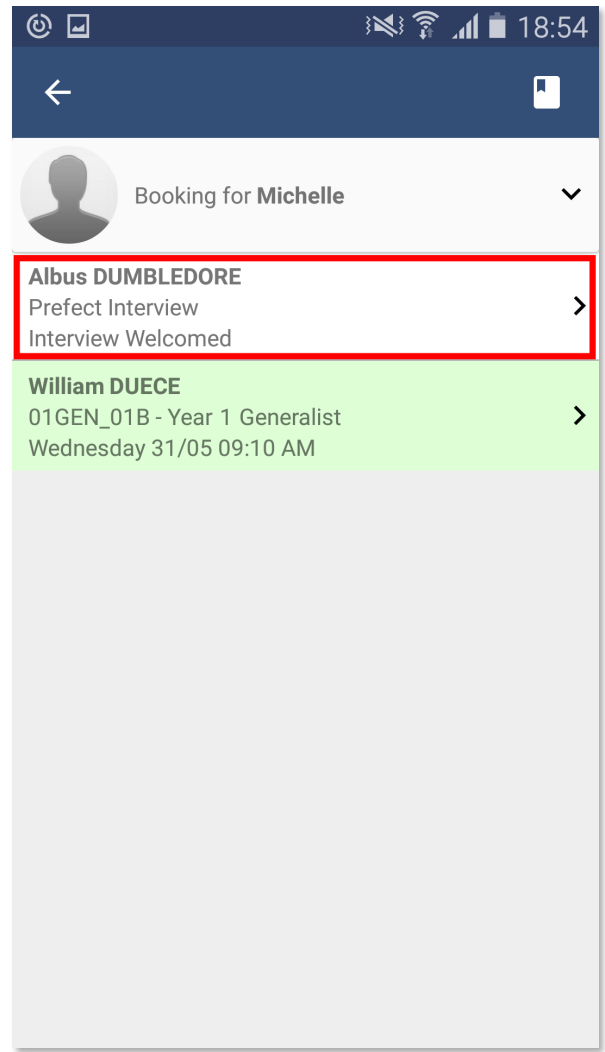 18:54
Booking for Michelle
Albus DUMBLEDORE
Prefect Interview
Interview Welcomed
William DUECE
01GEN_01B - Year 1 Generalist
Wednesday 31/05 09:10 AM